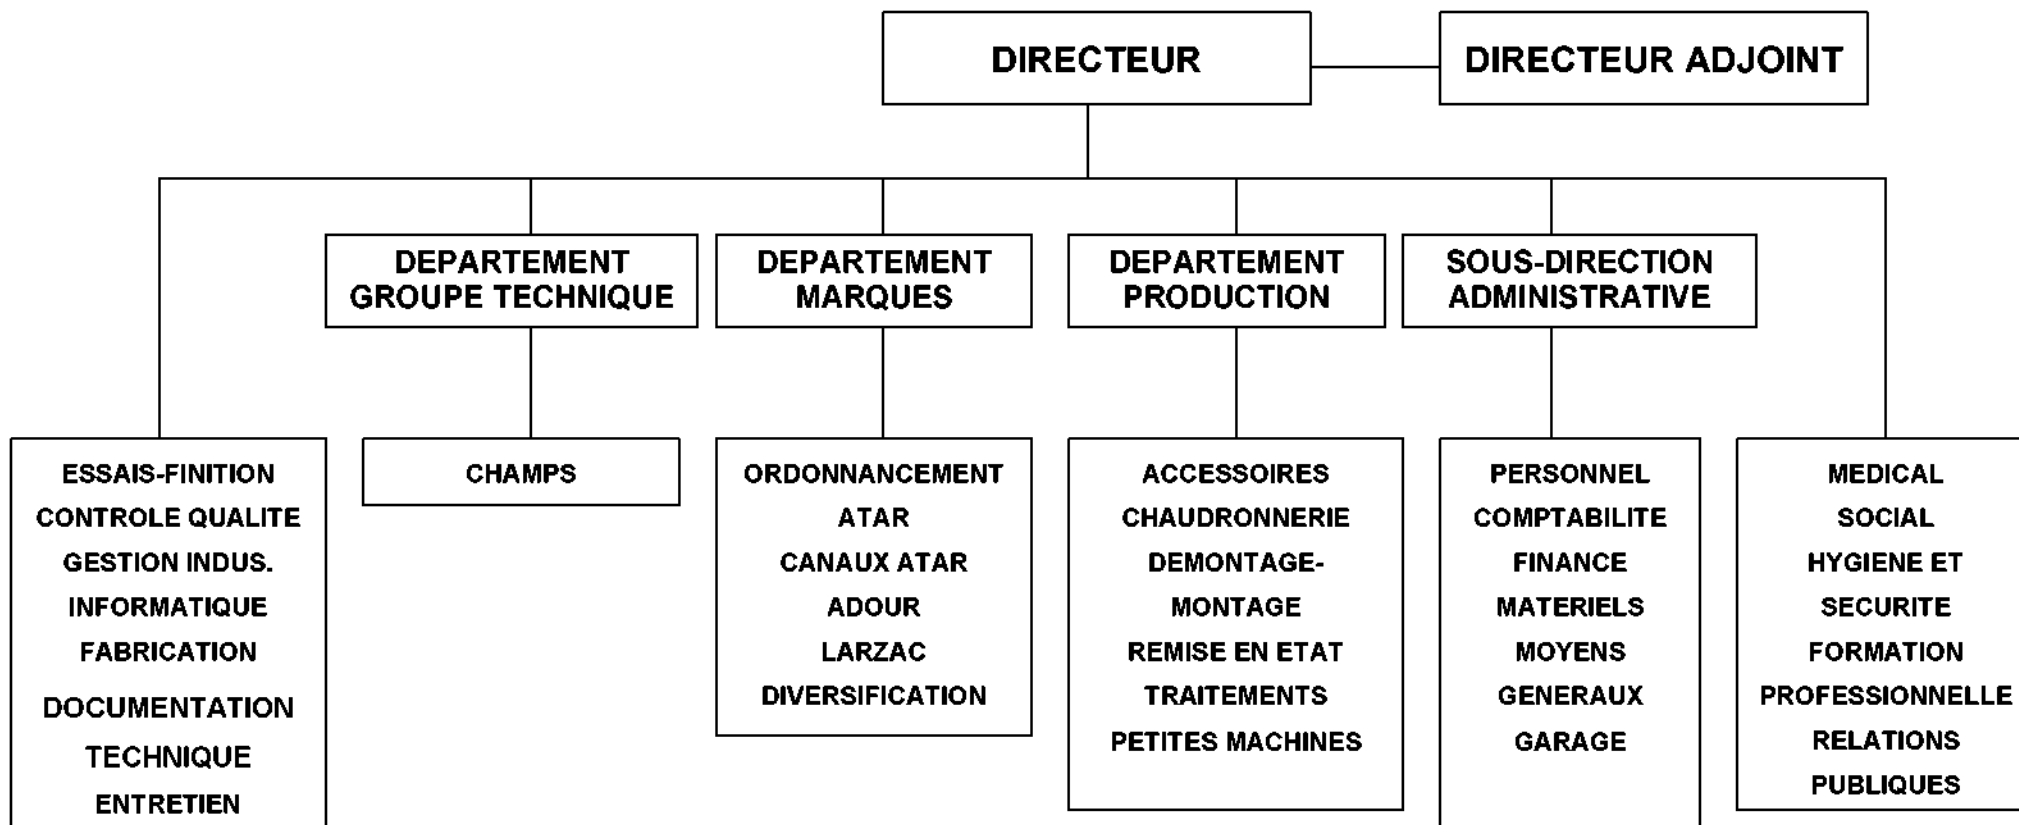 DIRECTEUR
DIRECTEUR ADJOINT
DEPARTEMENT
GROUPE TECHNIQUE
DEPARTEMENT
MARQUES
DEPARTEMENT
PRODUCTION
SOUS-DIRECTION
ADMINISTRATIVE
ESSAIS-FINITION
CONTROLE QUALITE
GESTION INDUS.
INFORMATIQUE
FABRICATION
DOCUMENTATION
TECHNIQUE
ENTRETIEN
CHAMPS
ORDONNANCEMENT
ATAR
CANAUX ATAR
ADOUR
LARZAC
DIVERSIFICATION
ACCESSOIRES
CHAUDRONNERIE
DEMONTAGE-
MONTAGE
REMISE EN ETAT
TRAITEMENTS
PETITES MACHINES
PERSONNEL
COMPTABILITE
FINANCE
MATERIELS
MOYENS
GENERAUX
GARAGE
MEDICAL
SOCIAL
HYGIENE ET
SECURITE
FORMATION
PROFESSIONNELLE
RELATIONS
PUBLIQUES